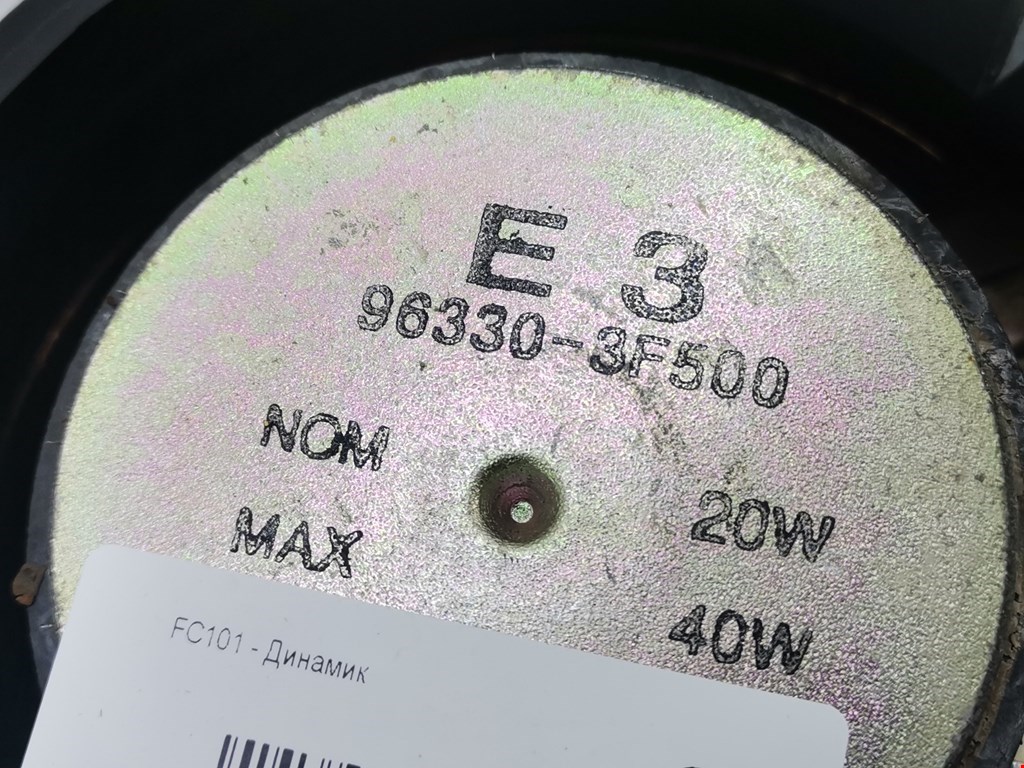 E 3
96330-3F500
NOM 20W
MAX 40W
FC101 - Динамик